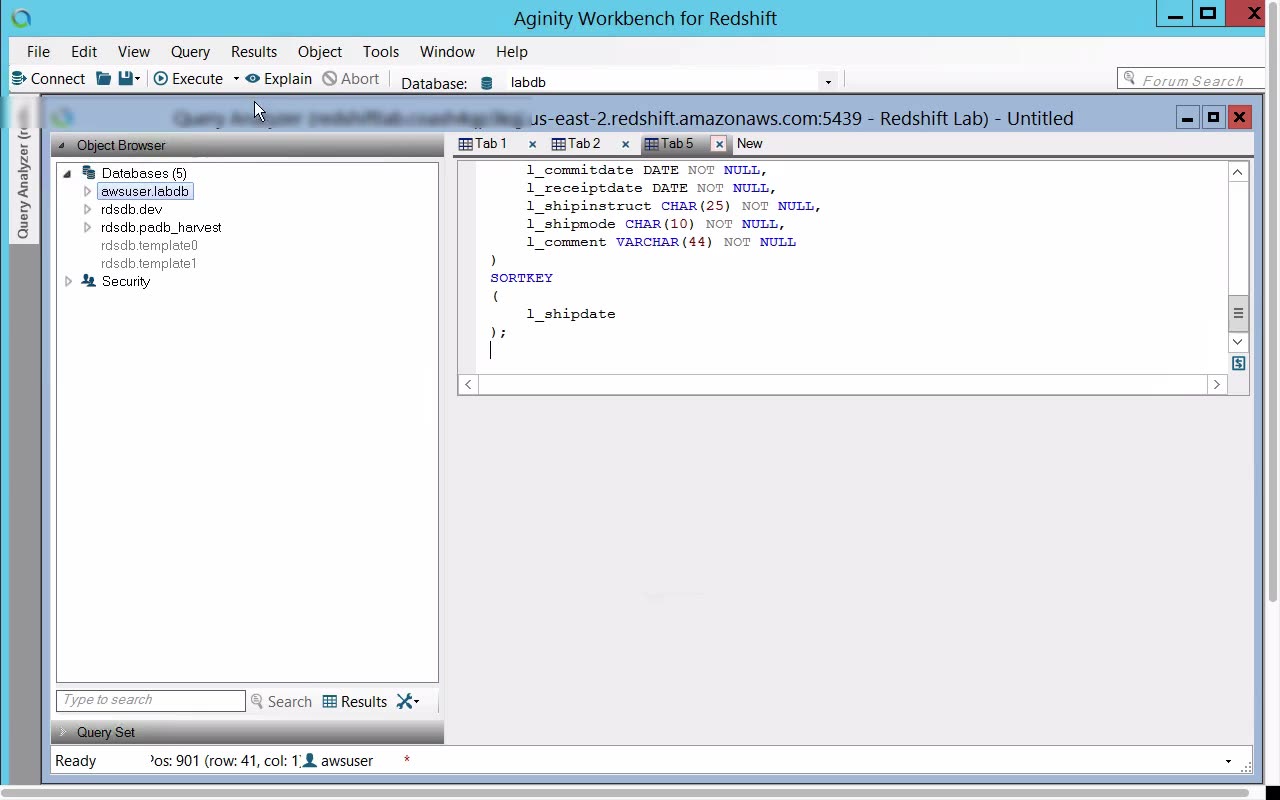 Aginity Workbench for Redshift
File Edit View Query Results Object Tools Window Help
Connect Execute Explain Abort Database: labdb Forum Search
us-east-2.redshift.amazonaws.com:5439 - Redshift Lab) - Untitled
Query Analyzer (re
Object Browser
Tab 1 Tab 2 Tab 5 New
Databases (5)
awsuser.labdb
rdsdb.dev
rdsdb.padb_harvest
rdsdb.template0
rdsdb.template1
Security
l_commitdate DATE NOT NULL,
l_receiptdate DATE NOT NULL,
l_shipinstruct CHAR(25) NOT NULL,
l_shipmode CHAR(10) NOT NULL,
l_comment VARCHAR(44) NOT NULL
)
SORTKEY
(
l_shipdate
);
Type to search Search Results
Query Set
Ready Pos: 901 (row: 41, col: 1) awsuser *